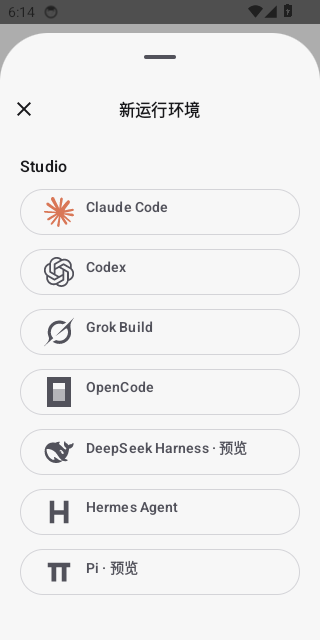 6:14
新运行环境
Studio
Claude Code
Codex
Grok Build
OpenCode
DeepSeek Harness · 预览
Hermes Agent
Pi · 预览